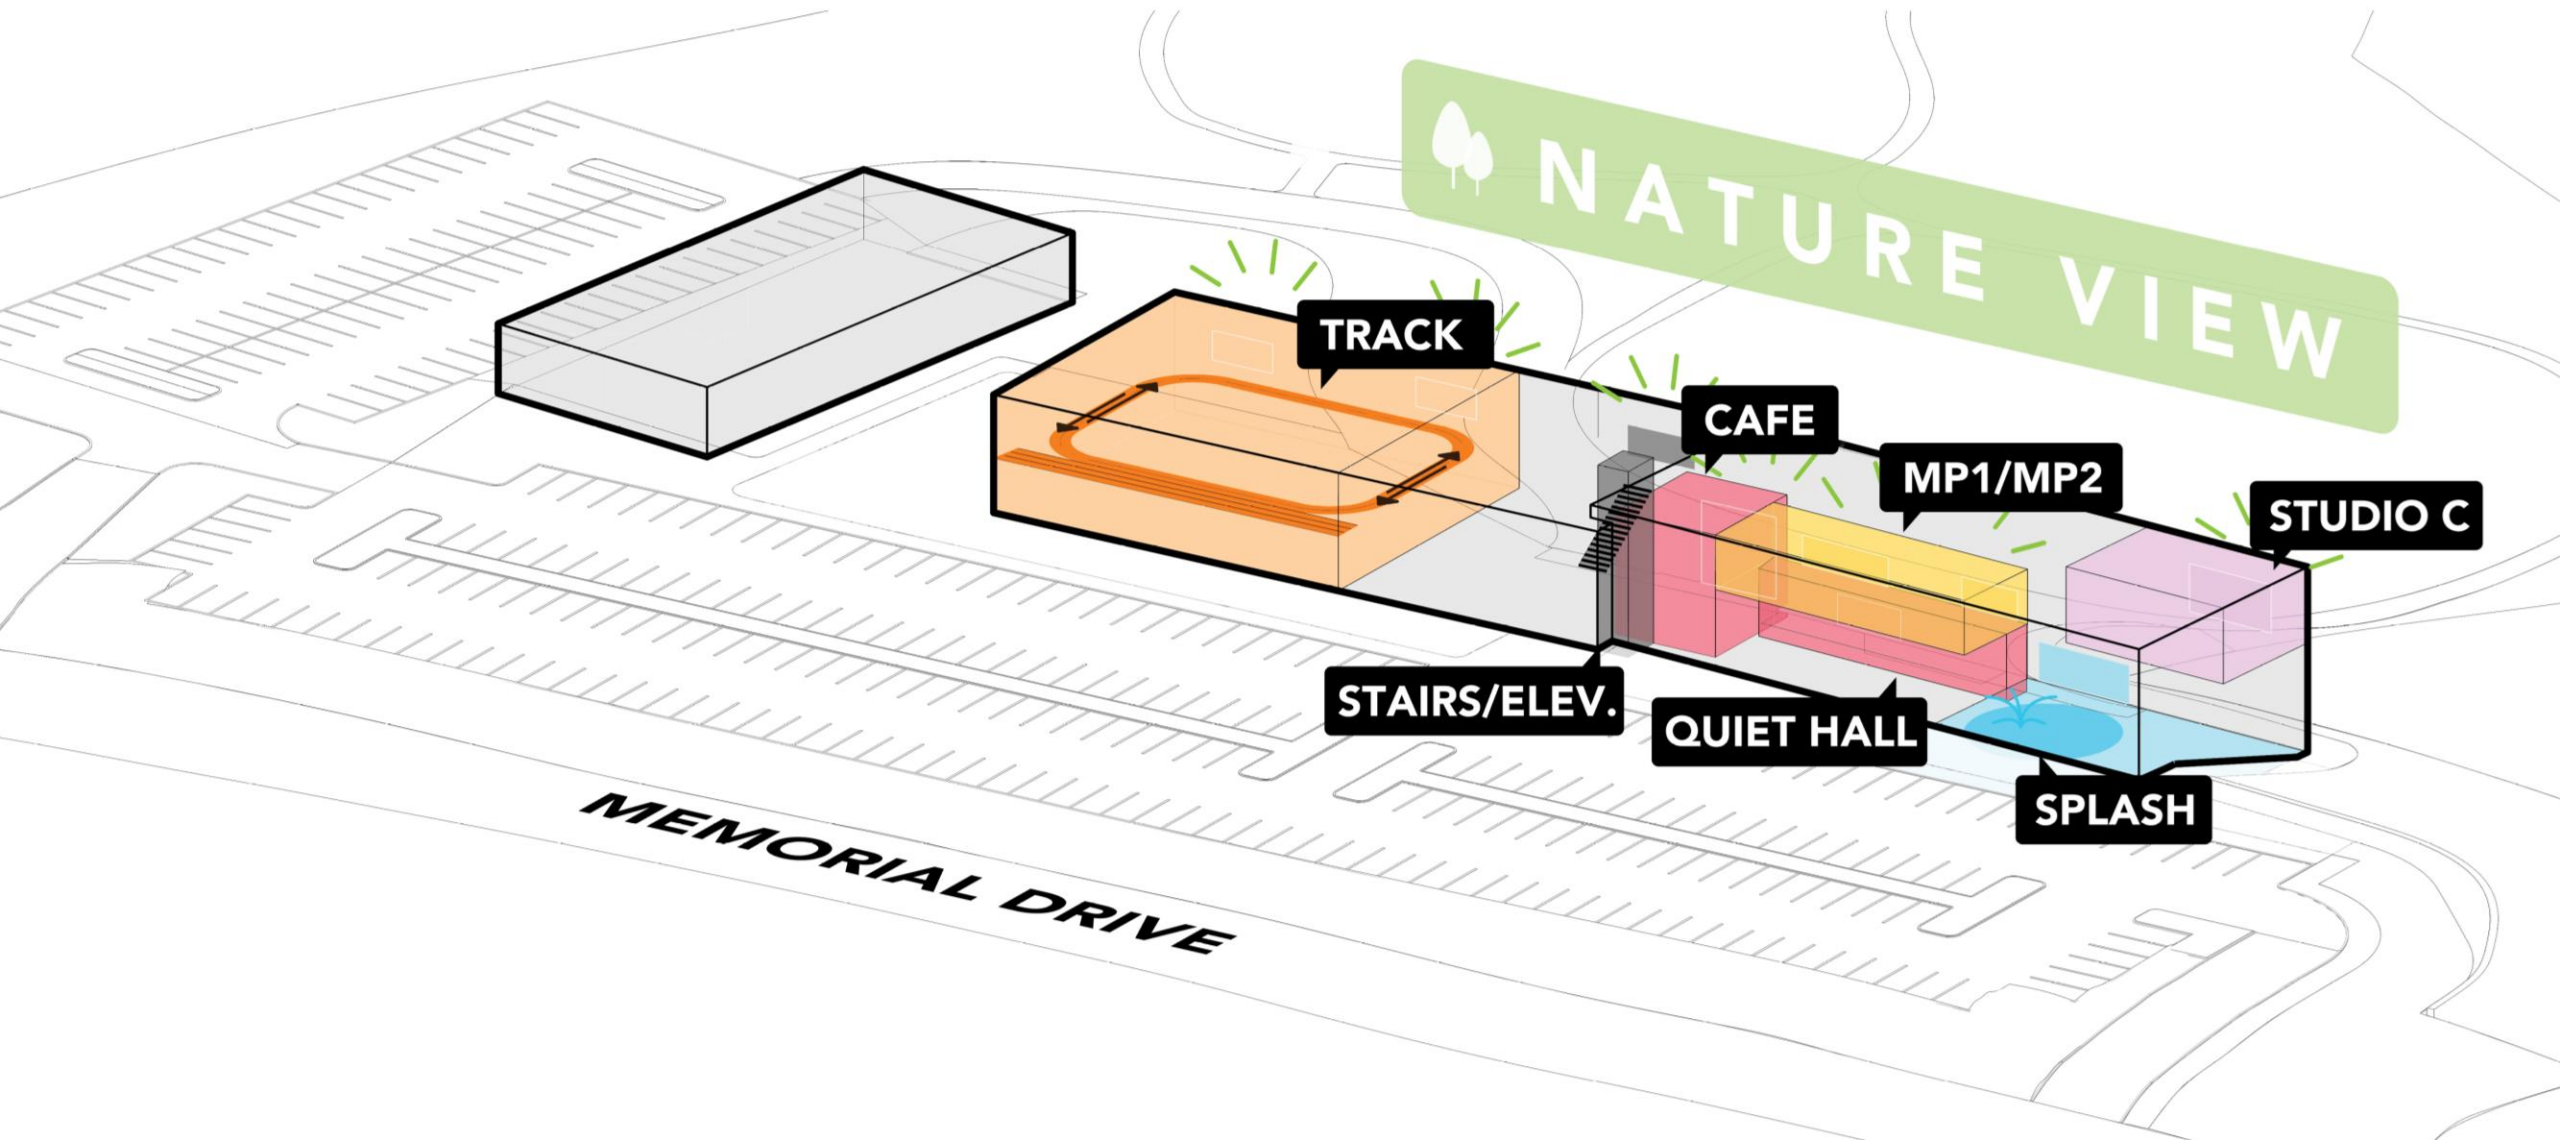 NATURE VIEW
TRACK
CAFE
MP1/MP2
STUDIO C
STAIRS/ELEV.
QUIET HALL
SPLASH
MEMORIAL DRIVE